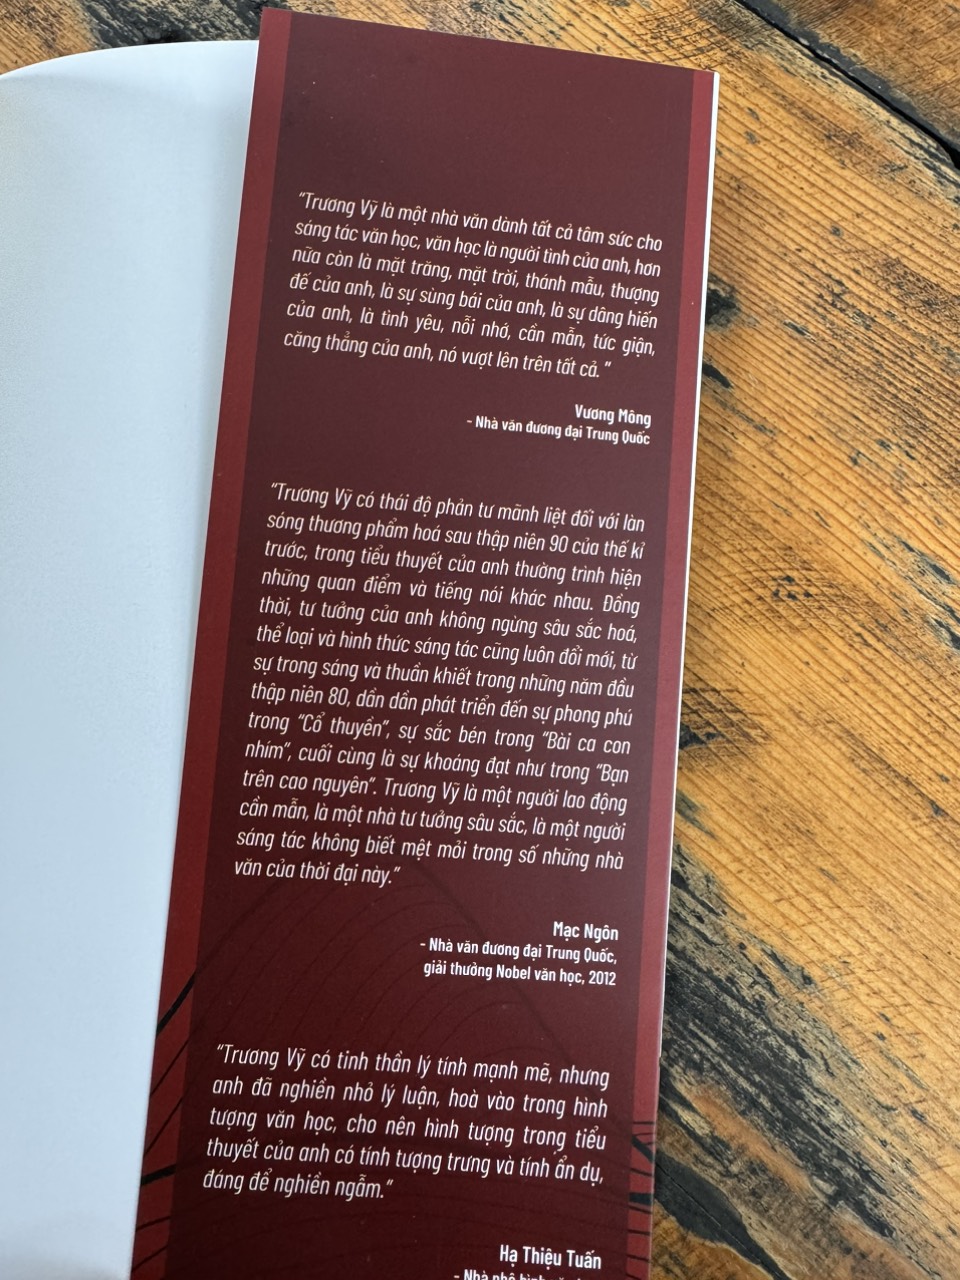 “Trương Vỹ là một nhà văn dành tất cả tâm sức cho
sáng tác văn học, văn học là người tình của anh, hơn
nữa còn là mặt trăng, mặt trời, thánh mẫu, thượng
đế của anh, là sự sùng bái của anh, là sự dâng hiến
của anh, là tình yêu, nỗi nhớ, cần mẫn, tức giận,
căng thẳng của anh, nó vượt lên trên tất cả.”
Vương Mông
- Nhà văn đương đại Trung Quốc
“Trương Vỹ có thái độ phản tư mãnh liệt đối với làn
sóng thương phẩm hoá sau thập niên 90 của thế kỉ
trước, trong tiểu thuyết của anh thường trình hiện
những quan điểm và tiếng nói khác nhau. Đồng
thời, tư tưởng của anh không ngừng sâu sắc hoá,
thể loại và hình thức sáng tác cũng luôn đổi mới, từ
sự trong sáng và thuần khiết trong những năm đầu
thập niên 80, dần dần phát triển đến sự phong phú
trong “Cổ thuyền”, sự sắc bén trong “Bài ca con
nhím”, cuối cùng là sự khoáng đạt như trong “Bạn
trên cao nguyên”. Trương Vỹ là một người lao động
cần mẫn, là một nhà tư tưởng sâu sắc, là một người
sáng tác không biết mệt mỏi trong số những nhà
văn của thời đại này.”
Mạc Ngôn
- Nhà văn đương đại Trung Quốc,
giải thưởng Nobel văn học, 2012
“Trương Vỹ có tinh thần lý tính mạnh mẽ, nhưng
anh đã nghiền nhỏ lý luận, hoà vào trong hình
tượng văn học, cho nên hình tượng trong tiểu
thuyết của anh có tính tượng trưng và tính ẩn dụ,
đáng để nghiền ngẫm.”
Hạ Thiệu Tuấn
- Nhà phê bình